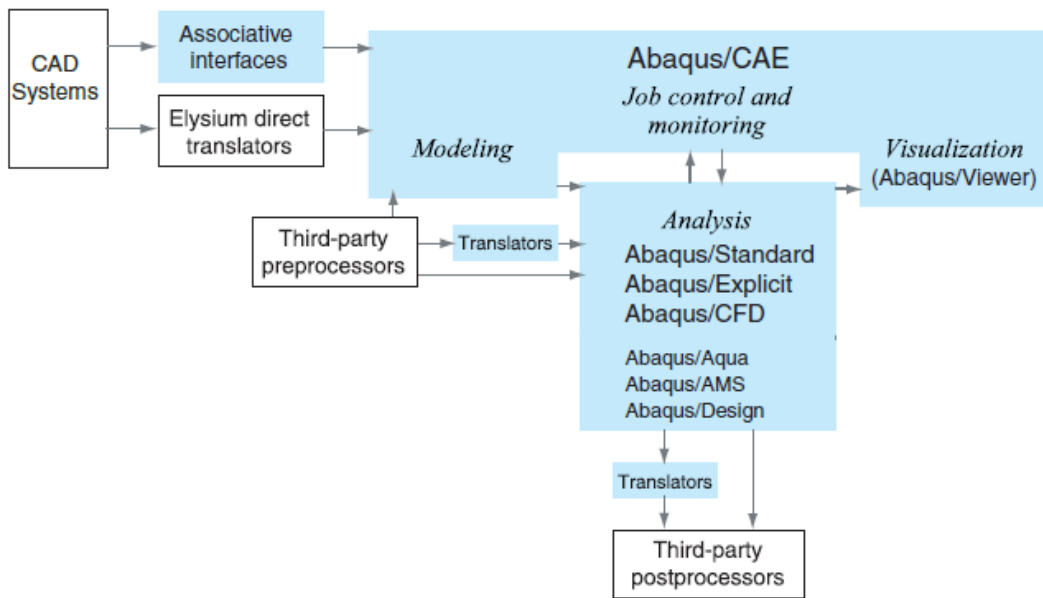 CAD
Systems
Associative
interfaces
Elysium direct
translators
Abaqus/CAE
Job control and
monitoring
Modeling
Visualization
(Abaqus/Viewer)
Third-party
preprocessors
Translators
Analysis
Abaqus/Standard
Abaqus/Explicit
Abaqus/CFD
Abaqus/Aqua
Abaqus/AMS
Abaqus/Design
Translators
Third-party
postprocessors